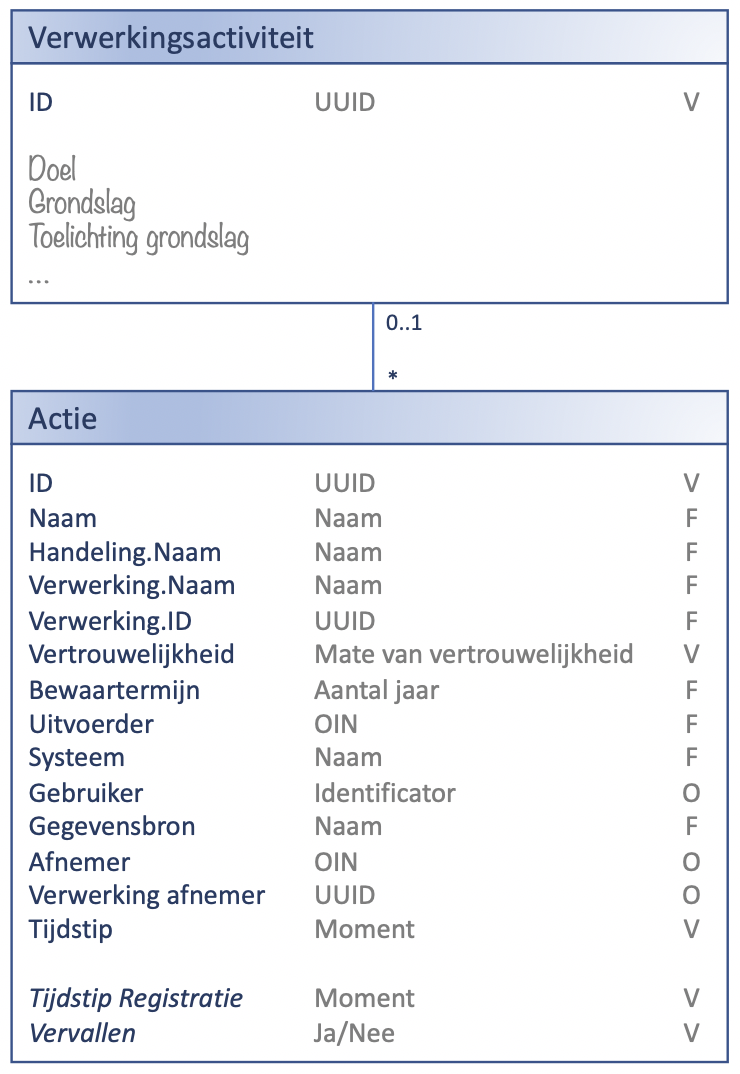 Verwerkingsactiviteit
ID UUID V
Doel
Grondslag
Toelichting grondslag
...
0..1
*
Actie
ID UUID V
Naam Naam F
Handeling.Naam Naam F
Verwerking.Naam Naam F
Verwerking.ID UUID F
Vertrouwelijkheid Mate van vertrouwelijkheid V
Bewaartermijn Aantal jaar F
Uitvoerder OIN F
Systeem Naam F
Gebruiker Identificator O
Gegevensbron Naam F
Afnemer OIN O
Verwerking afnemer UUID O
Tijdstip Moment V
Tijdstip Registratie Moment V
Vervallen Ja/Nee V